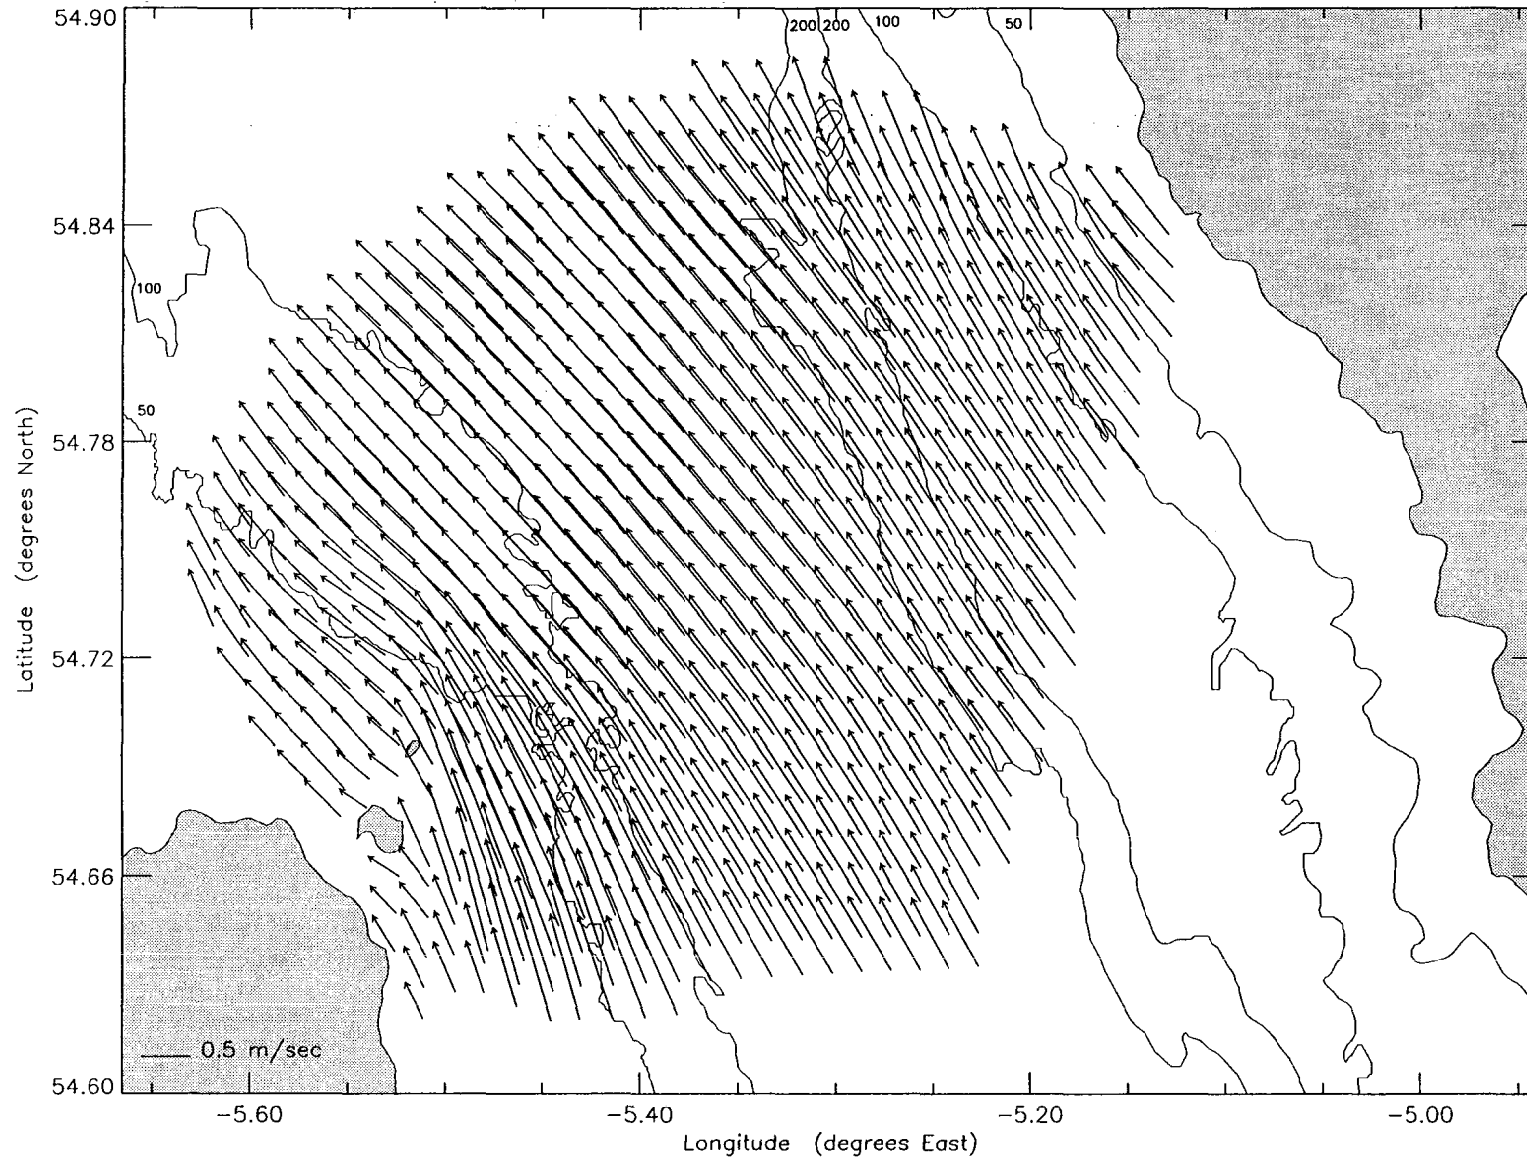 54.90
200 200 100 50
54.84
100
50
54.78
54.72
54.66
0.5 m/sec
54.60
-5.60 -5.40 -5.20 -5.00
Longitude (degrees East)
Latitude (degrees North)